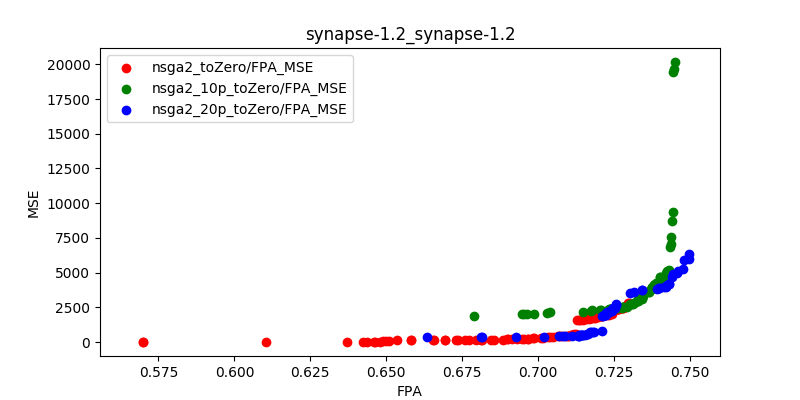 synapse-1.2_synapse-1.2
nsga2_toZero/FPA_MSE
nsga2_10p_toZero/FPA_MSE
nsga2_20p_toZero/FPA_MSE
MSE
20000
17500
15000
12500
10000
7500
5000
2500
0
0.575 0.600 0.625 0.650 0.675 0.700 0.725 0.750
FPA